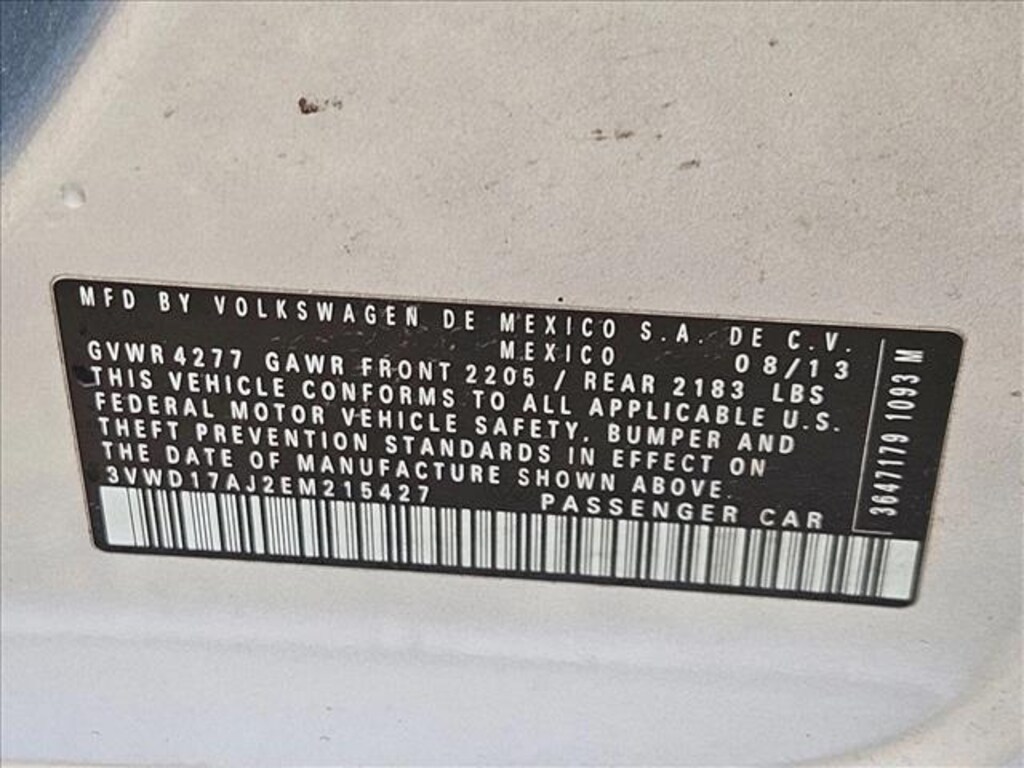 MFD BY VOLKSWAGEN DE MEXICO S.A. DE C.V.
MEXICO 08/13
GVWR 4277 GAWR FRONT 2205 / REAR 2183 LBS
THIS VEHICLE CONFORMS TO ALL APPLICABLE U.S.
FEDERAL MOTOR VEHICLE SAFETY, BUMPER AND
THEFT PREVENTION STANDARDS IN EFFECT ON
THE DATE OF MANUFACTURE SHOWN ABOVE.
3VWD17AJ2EM215427 PASSENGER CAR
3647179 1093 M